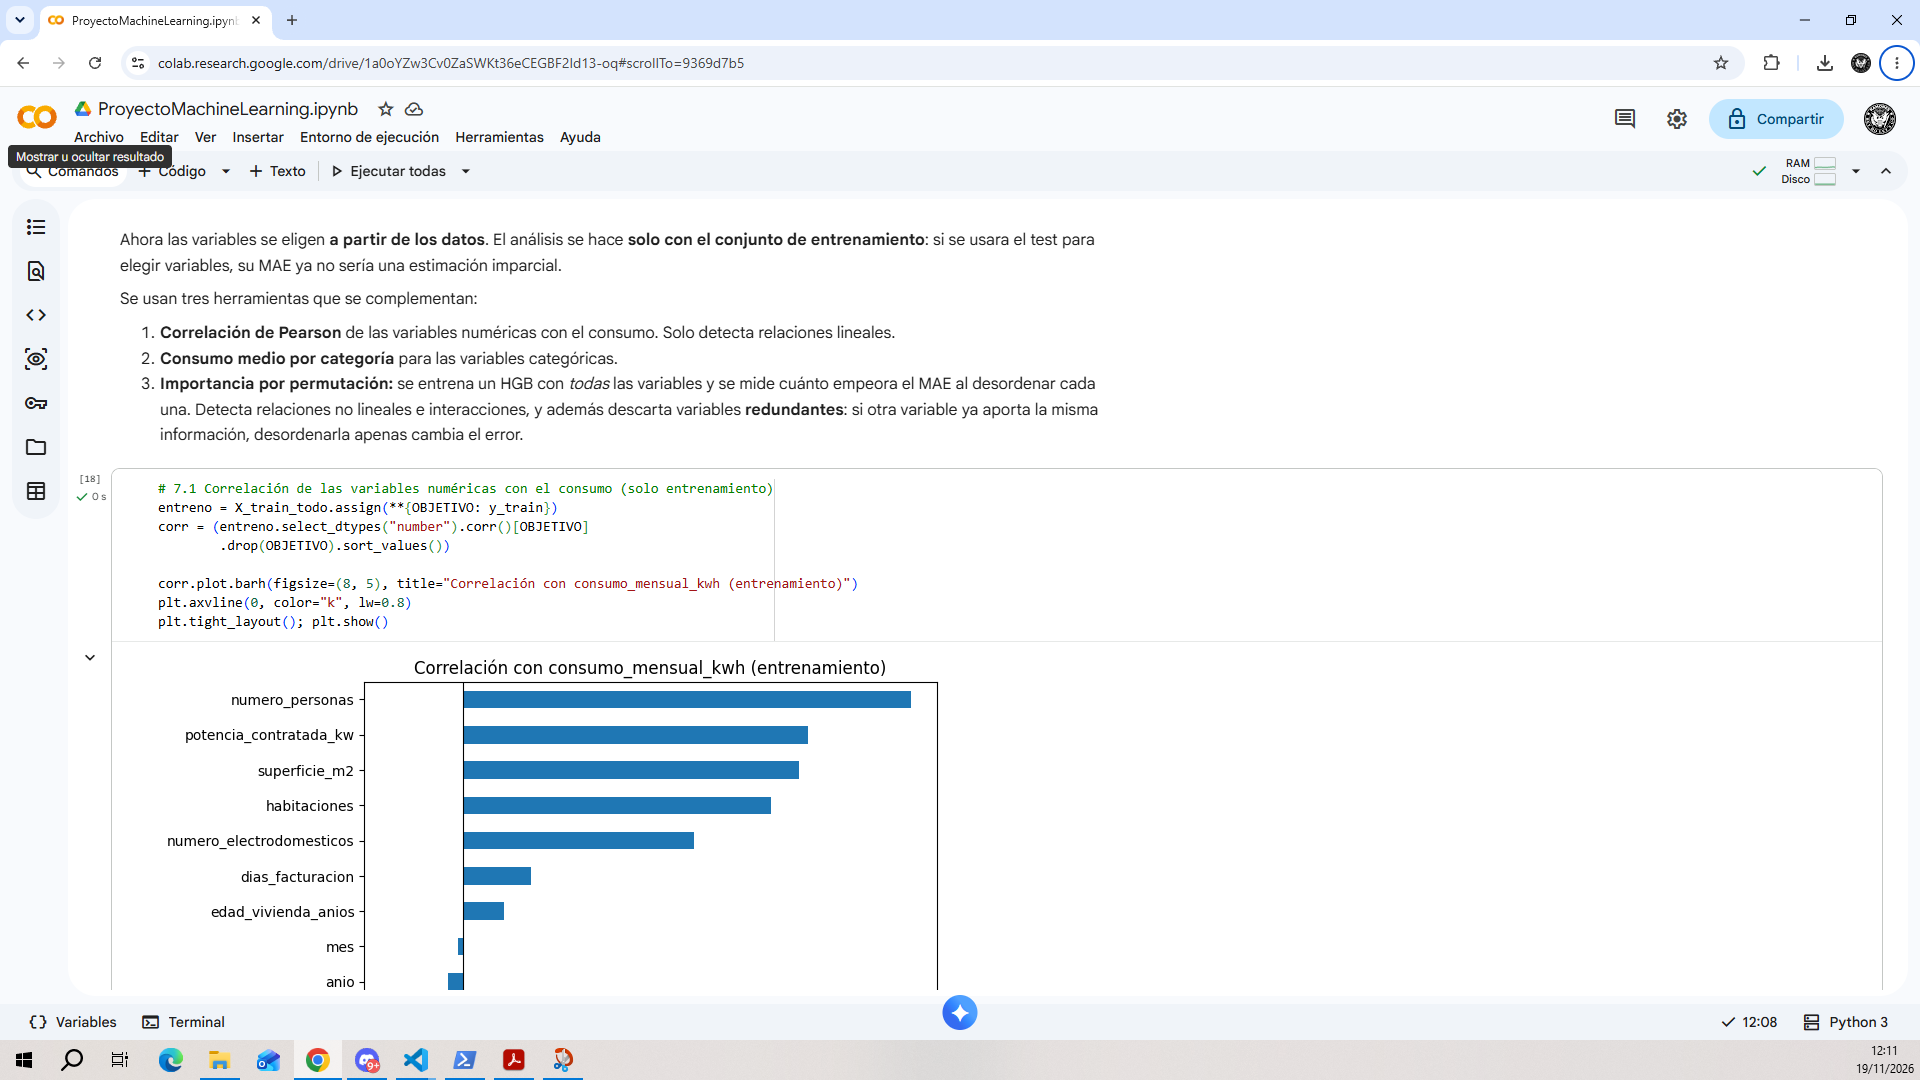 ProyectoMachineLearning.ipynb
colab.research.google.com/drive/1a0oYZw3Cv0ZaSWKt36eCEGBF2Id13-oq#scrollTo=9369d7b5
ProyectoMachineLearning.ipynb
Compartir
Archivo Editar Ver Insertar Entorno de ejecución Herramientas Ayuda
Mostrar u ocultar resultado
Comandos + Código + Texto Ejecutar todas
RAM
Disco
Ahora las variables se eligen a partir de los datos. El análisis se hace solo con el conjunto de entrenamiento: si se usara el test para
elegir variables, su MAE ya no sería una estimación imparcial.
Se usan tres herramientas que se complementan:
1. Correlación de Pearson de las variables numéricas con el consumo. Solo detecta relaciones lineales.
2. Consumo medio por categoría para las variables categóricas.
3. Importancia por permutación: se entrena un HGB con todas las variables y se mide cuánto empeora el MAE al desordenar cada
una. Detecta relaciones no lineales e interacciones, y además descarta variables redundantes: si otra variable ya aporta la misma
información, desordenarla apenas cambia el error.
[18]
0 s
# 7.1 Correlación de las variables numéricas con el consumo (solo entrenamiento)
entreno = X_train_todo.assign(**{OBJETIVO: y_train})
corr = (entreno.select_dtypes("number").corr()[OBJETIVO]
.drop(OBJETIVO).sort_values())
corr.plot.barh(figsize=(8, 5), title="Correlación con consumo_mensual_kwh (entrenamiento)")
plt.axvline(0, color="k", lw=0.8)
plt.tight_layout(); plt.show()
Correlación con consumo_mensual_kwh (entrenamiento)
numero_personas
potencia_contratada_kw
superficie_m2
habitaciones
numero_electrodomesticos
dias_facturacion
edad_vivienda_anios
mes
anio
Variables Terminal
12:08 Python 3
9+
12:11
19/11/2026